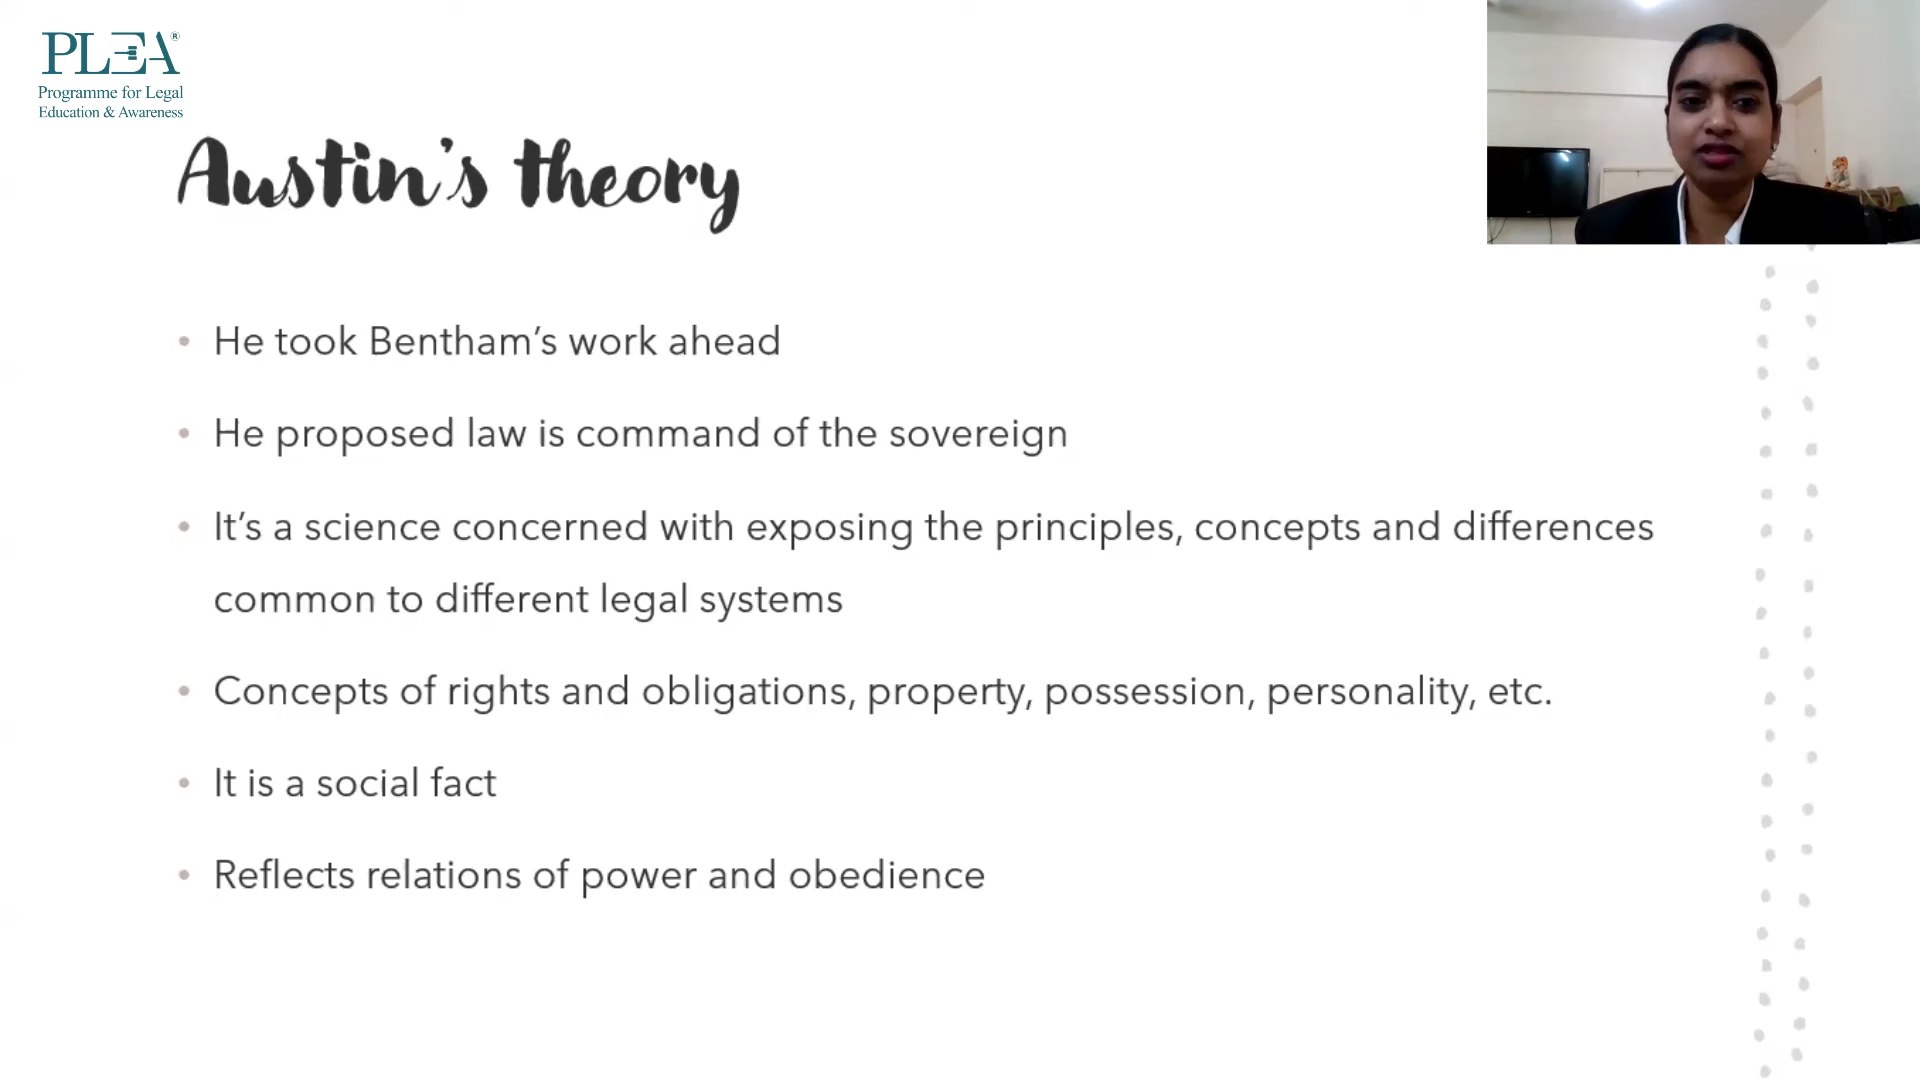 PLEA®
Programme for Legal
Education & Awareness
Austin's theory
• He took Bentham’s work ahead
• He proposed law is command of the sovereign
• It’s a science concerned with exposing the principles, concepts and differences
common to different legal systems
• Concepts of rights and obligations, property, possession, personality, etc.
• It is a social fact
• Reflects relations of power and obedience